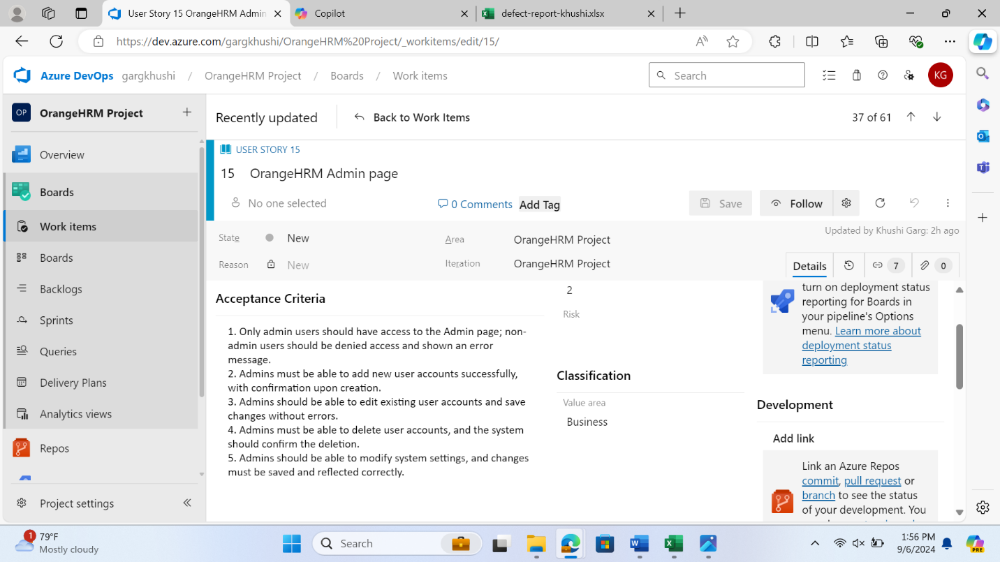 User Story 15 OrangeHRM Admin
Copilot
defect-report-khushi.xlsx
https://dev.azure.com/gargkhushi/OrangeHRM%20Project/_workitems/edit/15/
Azure DevOps gargkhushi / OrangeHRM Project / Boards / Work items
Search
KG
OP OrangeHRM Project
Recently updated
Back to Work Items
37 of 61
Overview
Boards
Work items
Boards
Backlogs
Sprints
Queries
Delivery Plans
Analytics views
Repos
Project settings
USER STORY 15
15 OrangeHRM Admin page
No one selected
0 Comments
Add Tag
Save
Follow
State New
Area OrangeHRM Project
Updated by Khushi Garg: 2h ago
Reason New
Iteration OrangeHRM Project
Details
7
0
Acceptance Criteria
1. Only admin users should have access to the Admin page; non-
admin users should be denied access and shown an error
message.
2. Admins must be able to add new user accounts successfully,
with confirmation upon creation.
3. Admins should be able to edit existing user accounts and save
changes without errors.
4. Admins must be able to delete user accounts, and the system
should confirm the deletion.
5. Admins should be able to modify system settings, and changes
must be saved and reflected correctly.
2
Risk
Classification
Value area
Business
turn on deployment status
reporting for Boards in
your pipeline's Options
menu. Learn more about
deployment status
reporting
Development
Add link
Link an Azure Repos
commit, pull request or
branch to see the status
of your development. You
1
79°F
Mostly cloudy
Search
1:56 PM
9/6/2024
PRE